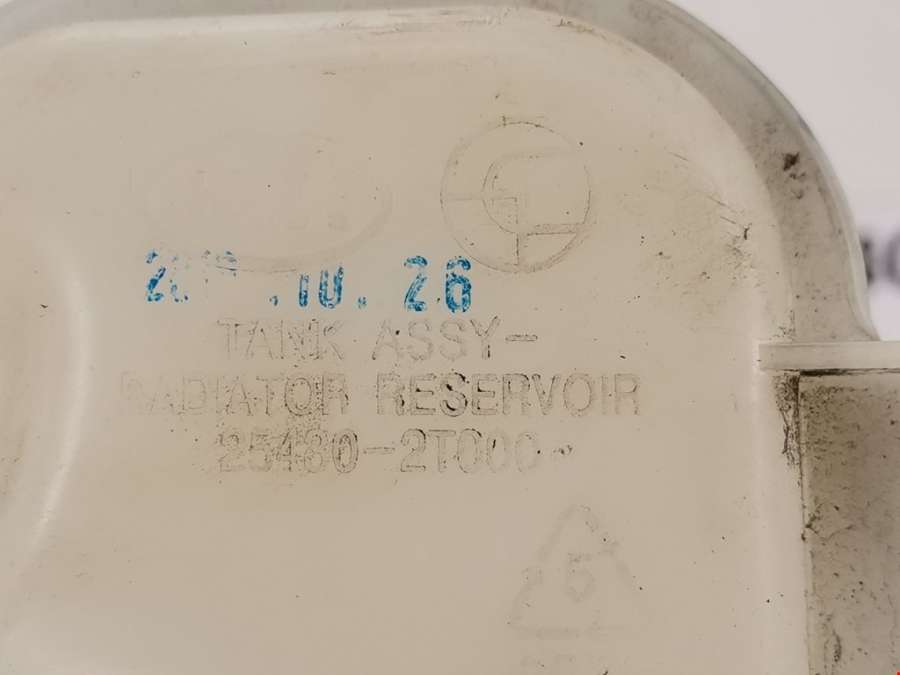 .10.26
TANK ASSY-
RADIATOR RESERVOIR
25430-2T000
5